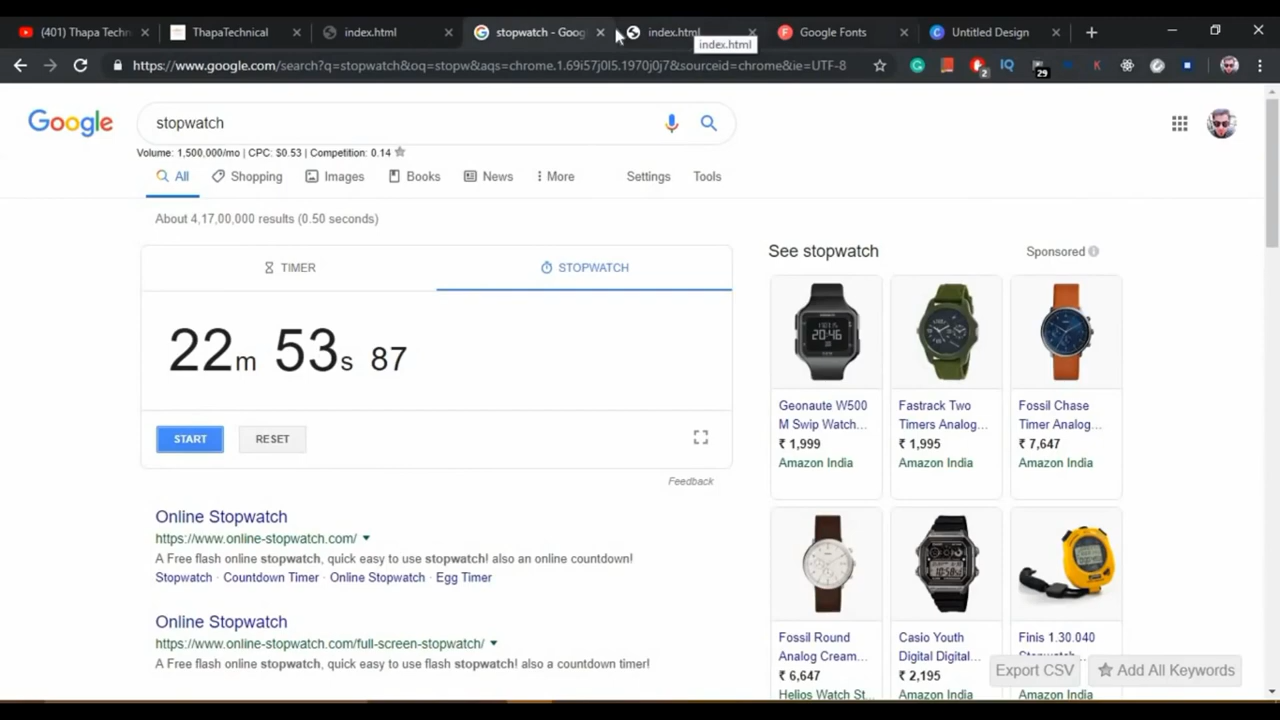 (401) Thapa Techn
ThapaTechnical
index.html
stopwatch - Goog
index.html
Google Fonts
Untitled Design
index.html
https://www.google.com/search?q=stopwatch&oq=stopw&aqs=chrome.1.69i57j0l5.1970j0j7&sourceid=chrome&ie=UTF-8
2
IQ
29
K
Google
stopwatch
Volume: 1,500,000/mo | CPC: $0.53 | Competition: 0.14
All
Shopping
Images
Books
News
More
Settings
Tools
About 4,17,00,000 results (0.50 seconds)
TIMER
STOPWATCH
22m 53s 87
START
RESET
Feedback
Online Stopwatch
https://www.online-stopwatch.com/
A Free flash online stopwatch, quick easy to use stopwatch! also an online countdown!
Stopwatch · Countdown Timer · Online Stopwatch · Egg Timer
Online Stopwatch
https://www.online-stopwatch.com/full-screen-stopwatch/
A Free flash online stopwatch, quick easy to use flash stopwatch! also a countdown timer!
See stopwatch
Sponsored
20:46
Geonaute W500
M Swip Watch...
₹ 1,999
Amazon India
Fastrack Two
Timers Analog...
₹ 1,995
Amazon India
Fossil Chase
Timer Analog...
₹ 7,647
Amazon India
Fossil Round
Analog Cream...
₹ 6,647
Helios Watch St...
Casio Youth
Digital Digital...
₹ 2,195
Amazon India
Finis 1.30.040
Stopwatch...
Amazon India
Export CSV
Add All Keywords